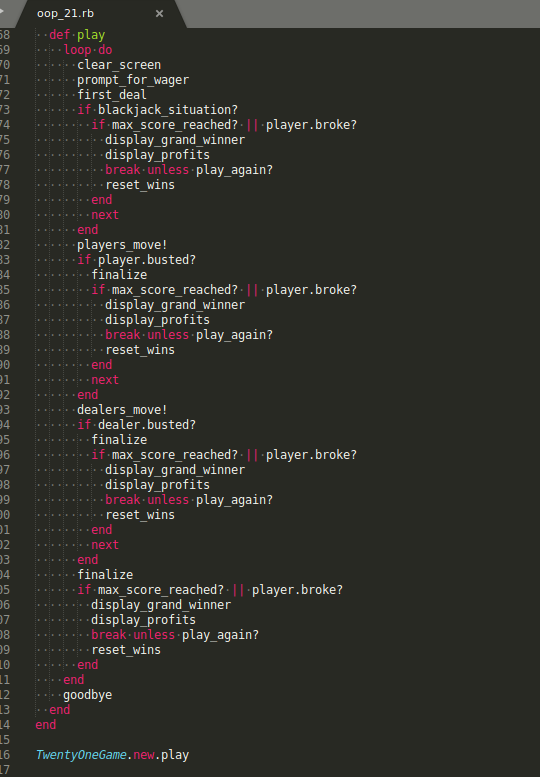 oop_21.rb ×
68 def play
69 loop do
70 clear_screen
71 prompt_for_wager
72 first_deal
73 if blackjack_situation?
74 if max_score_reached? || player.broke?
75 display_grand_winner
76 display_profits
77 break unless play_again?
78 reset_wins
79 end
80 next
81 end
82 players_move!
83 if player.busted?
84 finalize
85 if max_score_reached? || player.broke?
86 display_grand_winner
87 display_profits
88 break unless play_again?
89 reset_wins
90 end
91 next
92 end
93 dealers_move!
94 if dealer.busted?
95 finalize
96 if max_score_reached? || player.broke?
97 display_grand_winner
98 display_profits
99 break unless play_again?
00 reset_wins
01 end
02 next
03 end
04 finalize
05 if max_score_reached? || player.broke?
06 display_grand_winner
07 display_profits
08 break unless play_again?
09 reset_wins
10 end
11 end
12 goodbye
13 end
14 end
15
16 TwentyOneGame.new.play
17